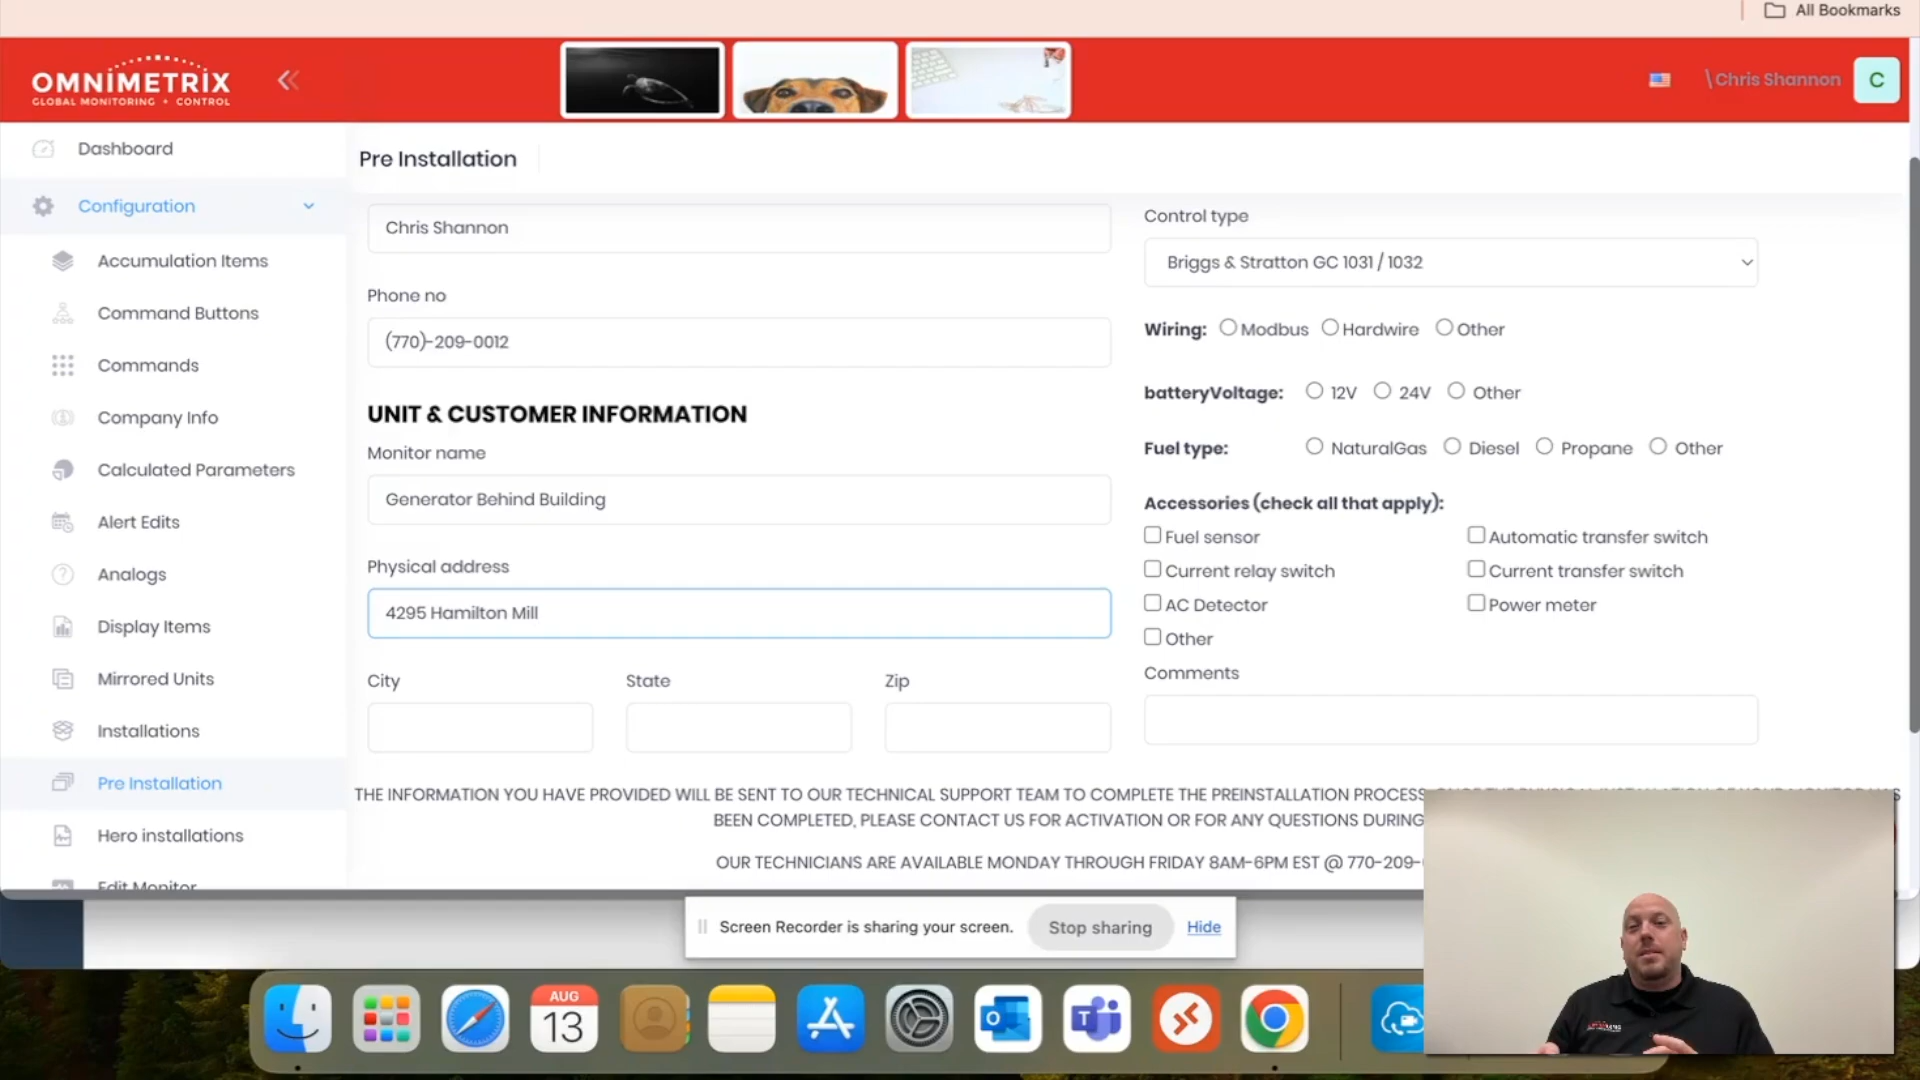 All Bookmarks
OMNIMETRIX
GLOBAL MONITORING • CONTROL
\Chris Shannon
C
Dashboard
Pre Installation
Configuration
Accumulation Items
Command Buttons
Commands
Company Info
Calculated Parameters
Alert Edits
Analogs
Display Items
Mirrored Units
Installations
Pre Installation
Hero installations
Edit Monitor
Chris Shannon
Phone no
(770)-209-0012
UNIT & CUSTOMER INFORMATION
Monitor name
Generator Behind Building
Physical address
4295 Hamilton Mill
City State Zip
Control type
Briggs & Stratton GC 1031 / 1032
Wiring: Modbus Hardwire Other
batteryVoltage: 12V 24V Other
Fuel type: NaturalGas Diesel Propane Other
Accessories (check all that apply):
Fuel sensor Automatic transfer switch
Current relay switch Current transfer switch
AC Detector Power meter
Other
Comments
THE INFORMATION YOU HAVE PROVIDED WILL BE SENT TO OUR TECHNICAL SUPPORT TEAM TO COMPLETE THE PREINSTALLATION PROCESS
BEEN COMPLETED, PLEASE CONTACT US FOR ACTIVATION OR FOR ANY QUESTIONS DURING
OUR TECHNICIANS ARE AVAILABLE MONDAY THROUGH FRIDAY 8AM-6PM EST @ 770-209-
Screen Recorder is sharing your screen. Stop sharing Hide
AUG
13